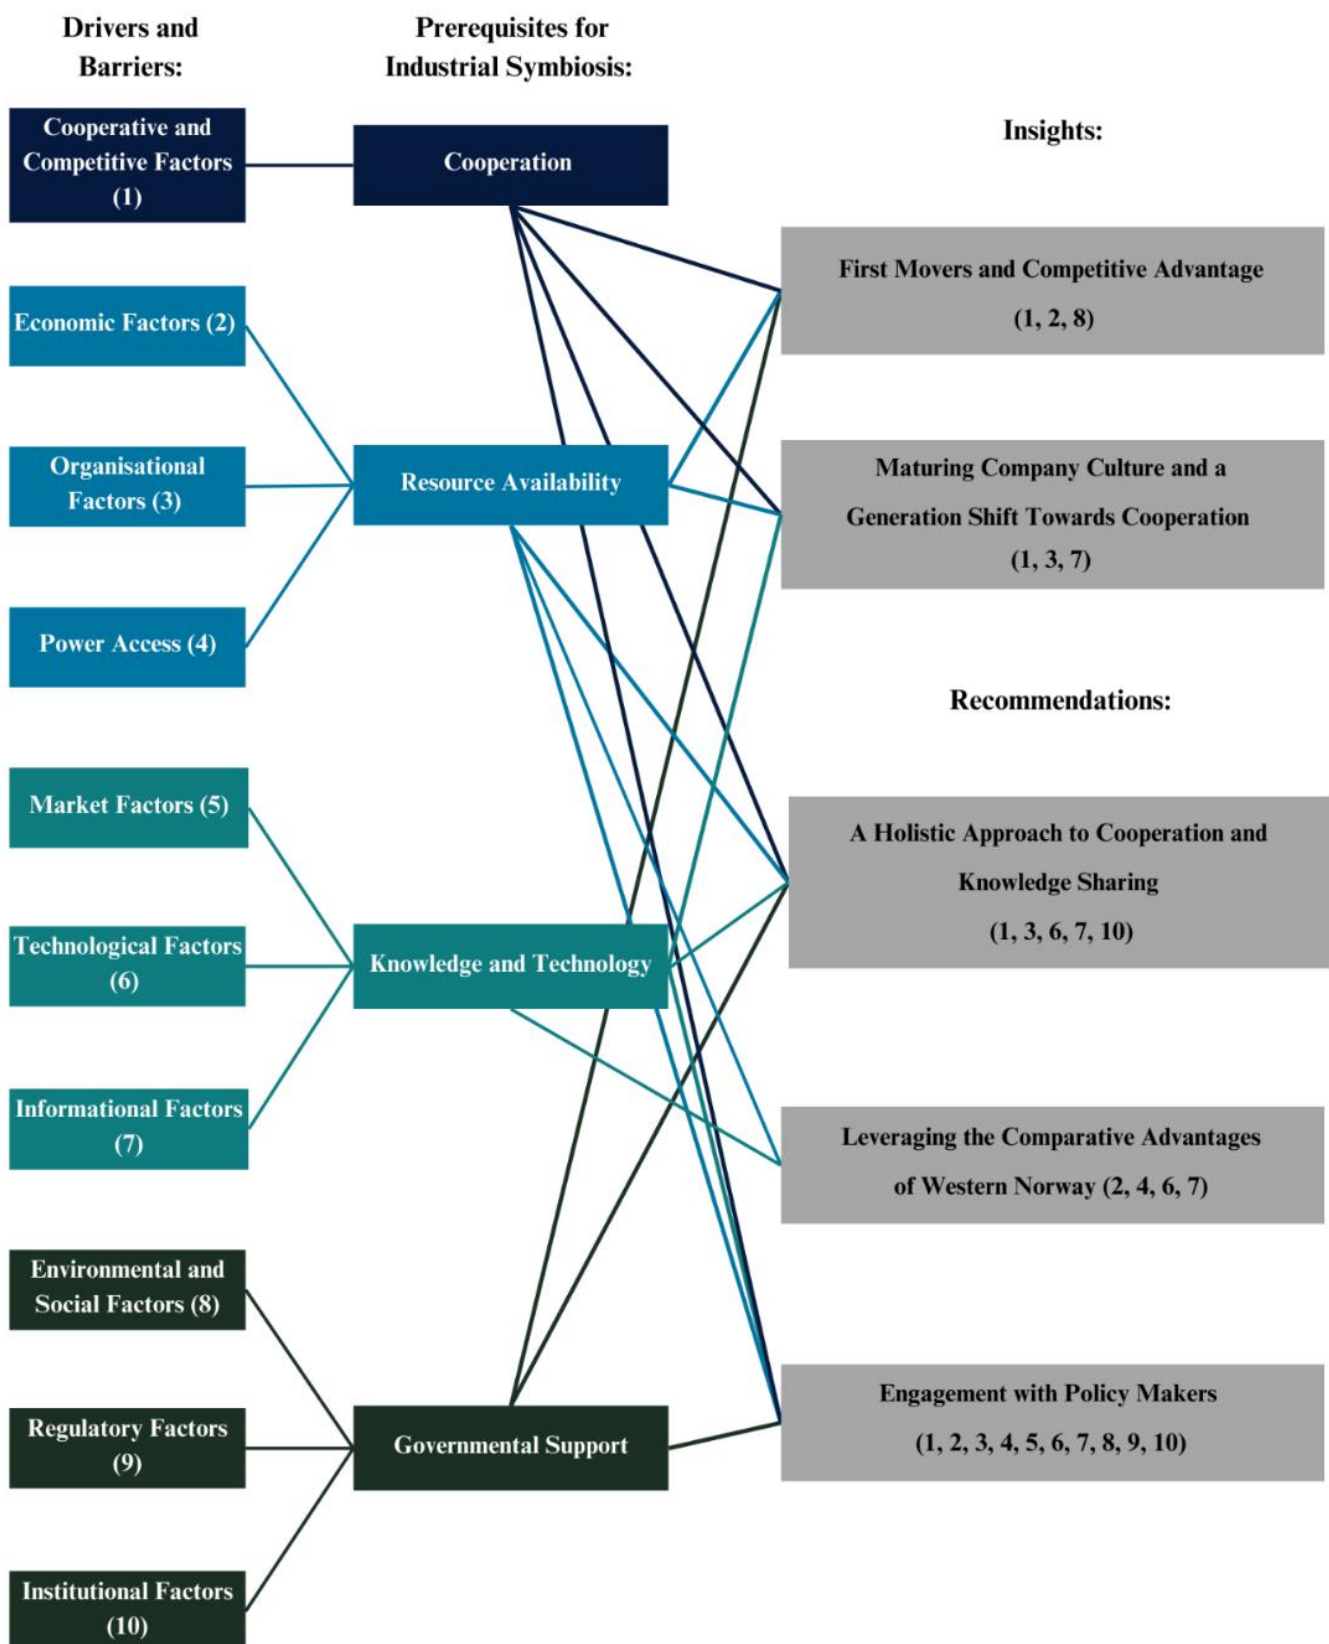 Drivers and
Barriers:
Cooperative and
Competitive Factors
(1)
Economic Factors (2)
Organisational
Factors (3)
Power Access (4)
Market Factors (5)
Technological Factors
(6)
Informational Factors
(7)
Environmental and
Social Factors (8)
Regulatory Factors
(9)
Institutional Factors
(10)
Prerequisites for
Industrial Symbiosis:
Cooperation
Resource Availability
Knowledge and Technology
Governmental Support
Insights:
First Movers and Competitive Advantage
(1, 2, 8)
Maturing Company Culture and a
Generation Shift Towards Cooperation
(1, 3, 7)
Recommendations:
A Holistic Approach to Cooperation and
Knowledge Sharing
(1, 3, 6, 7, 10)
Leveraging the Comparative Advantages
of Western Norway (2, 4, 6, 7)
Engagement with Policy Makers
(1, 2, 3, 4, 5, 6, 7, 8, 9, 10)